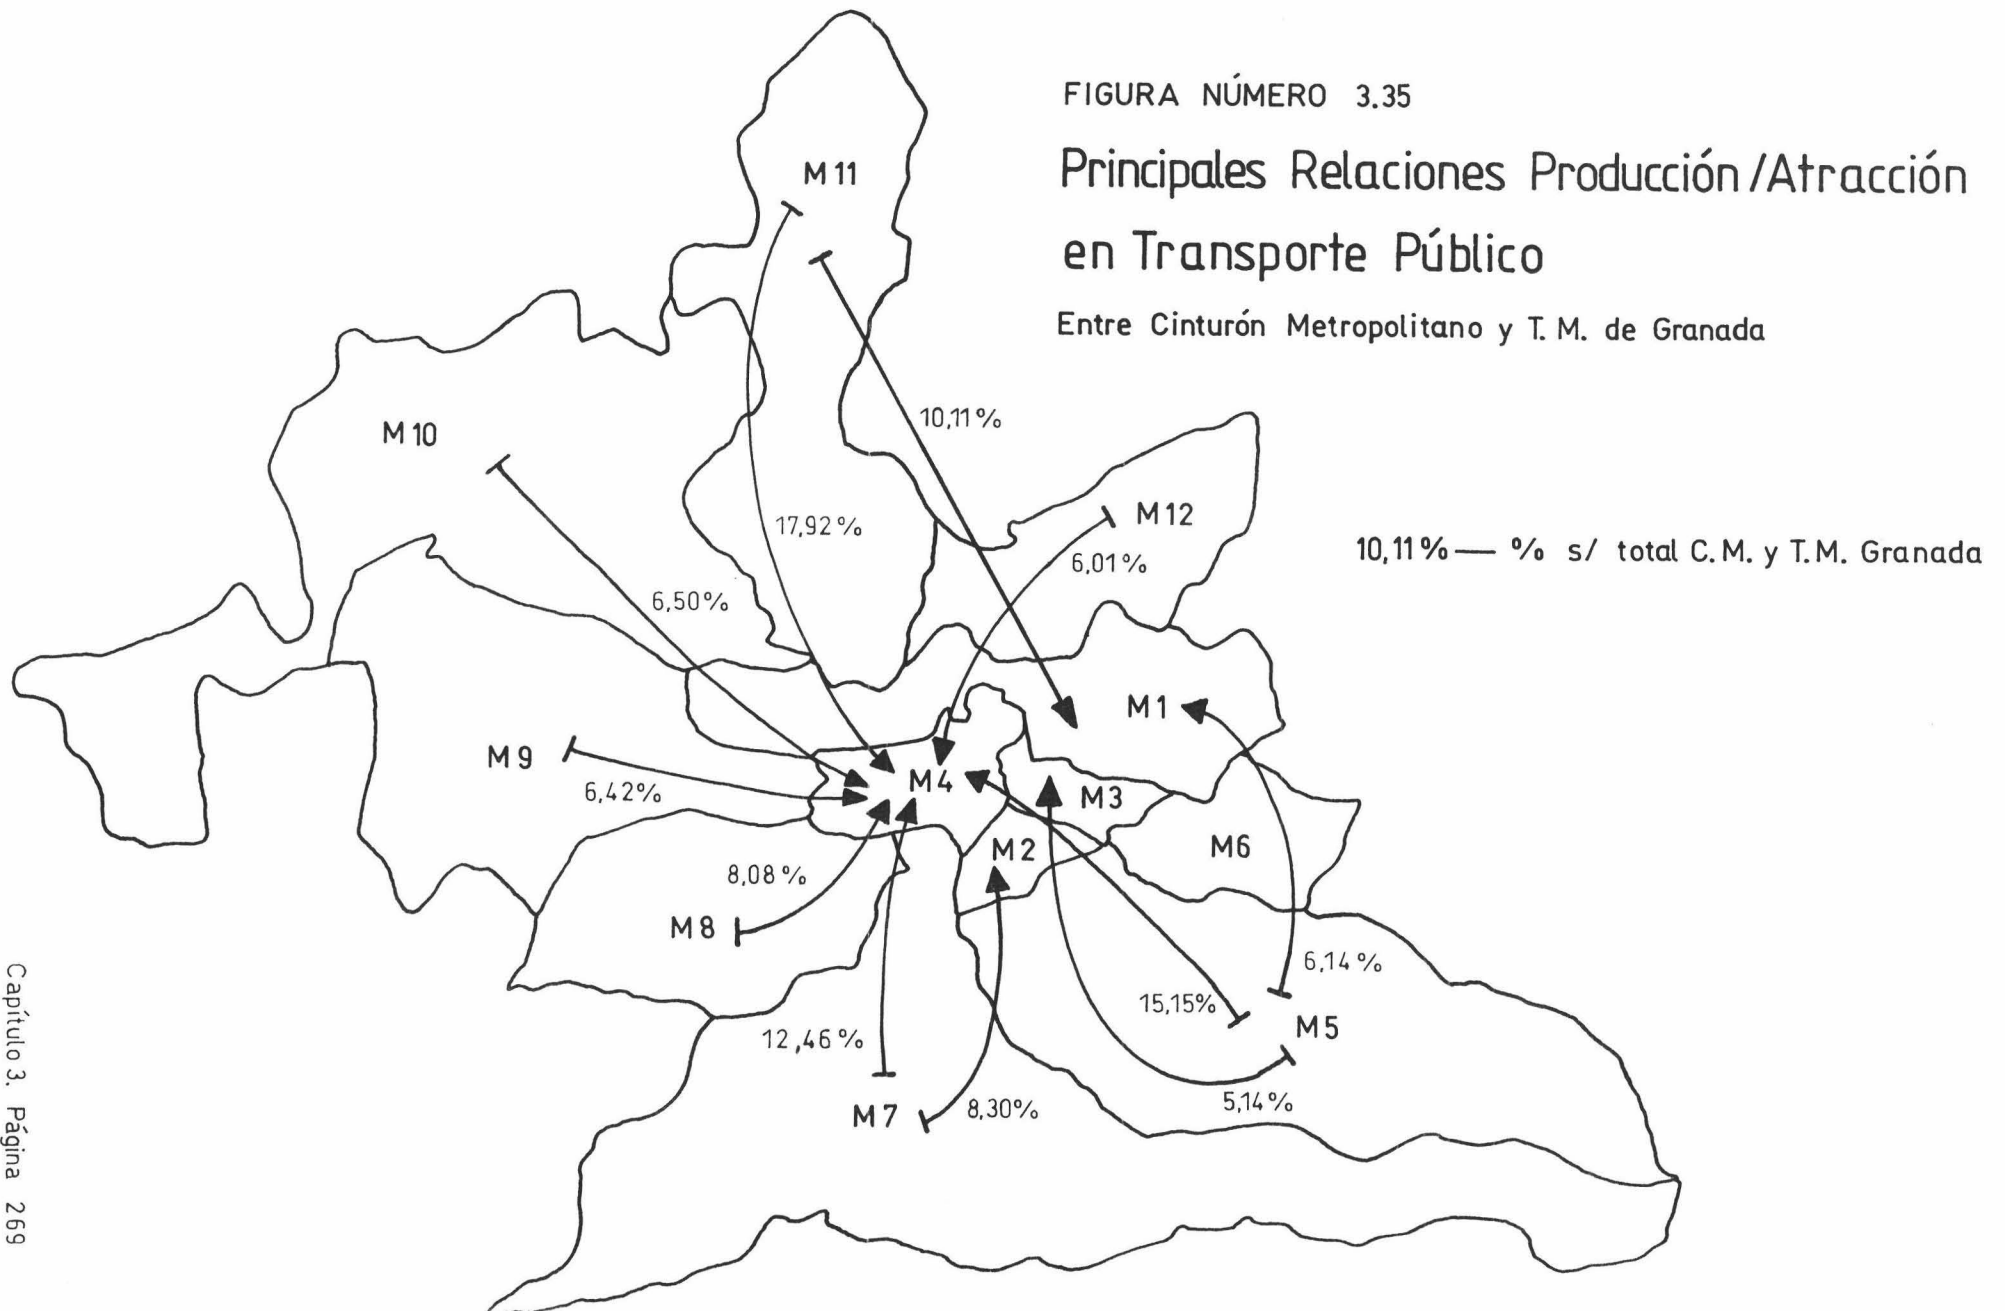 FIGURA NÚMERO 3.35
Principales Relaciones Producción/Atracción
en Transporte Público
Entre Cinturón Metropolitano y T. M. de Granada
M 11
10,11%
M 10
17,92%
M 12
6,01%
10,11% — % s/ total C. M. y T. M. Granada
6,50%
M 1
M 9
6,42%
M 4
M 3
M 2
M 6
8,08%
M 8
6,14%
15,15%
M 5
12,46%
M 7
8,30%
5,14%
Capítulo 3. Página 269